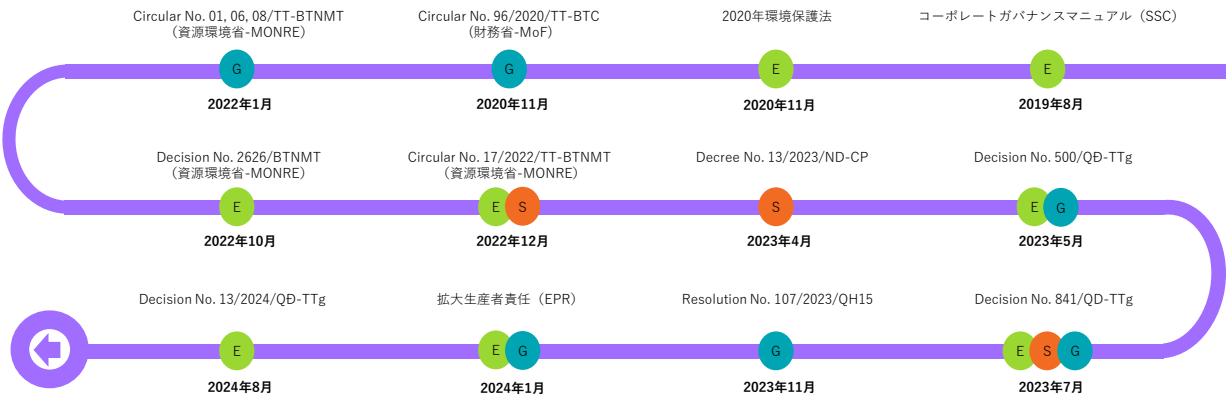 Circular No. 01, 06, 08/TT-BTNMT
（資源環境省-MONRE）
G
2022年1月
Circular No. 96/2020/TT-BTC
（財務省-MoF）
G
2020年11月
2020年環境保護法
E
2020年11月
コーポレートガバナンスマニュアル（SSC）
E
2019年8月
Decision No. 2626/BTNMT
（資源環境省-MONRE）
E
2022年10月
Circular No. 17/2022/TT-BTNMT
（資源環境省-MONRE）
E S
2022年12月
Decree No. 13/2023/ND-CP
S
2023年4月
Decision No. 500/QĐ-TTg
E G
2023年5月
Decision No. 13/2024/QĐ-TTg
E
2024年8月
拡大生産者責任（EPR）
E G
2024年1月
Resolution No. 107/2023/QH15
G
2023年11月
Decision No. 841/QD-TTg
E S G
2023年7月